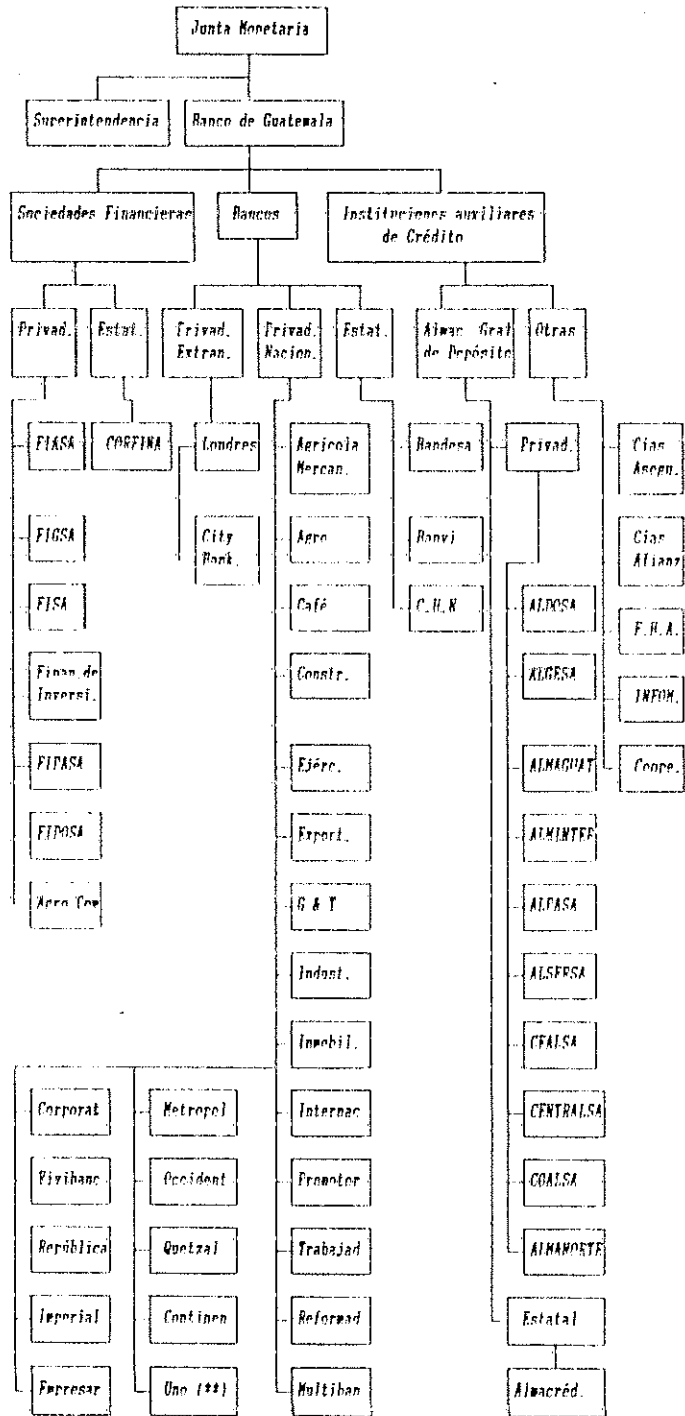 Junta Monetaria
Superintendencia
Banco de Guatemala
Sociedades Financieras
Bancos
Instituciones auxiliares
de Crédito
Privad.
Estat.
Privad.
Extran.
Privad.
Nacion.
Estat.
Almac. Gral
de Depósito
Otras
FIASA
CORFINA
Londres
Agricola
Mercan.
Bandesa
Privad.
Cias
Asegu.
FIGSA
City
Bank.
Agro
Banvi
Cias
Afianz
FISA
Café
C.H.N
ALDOSA
F.H.A.
Finan.de
Inversi.
Constr.
ALGESA
INFOM.
FIPASA
Ejérc.
ALMAGUAT
Coope.
FIPOSA
Export.
ALMINTER
Agro Com
G & T
ALPASA
Indust.
ALSERSA
Inmobil.
CEALSA
Corporat
Metropol
Internac
CENTRALSA
Vivibanc
Occident
Promotor
COALSA
República
Quetzal
Trabajad
ALMANORTE
Imperial
Continen
Reformad
Estatal
Empresar
Uno (**)
Multiban
Almacréd.